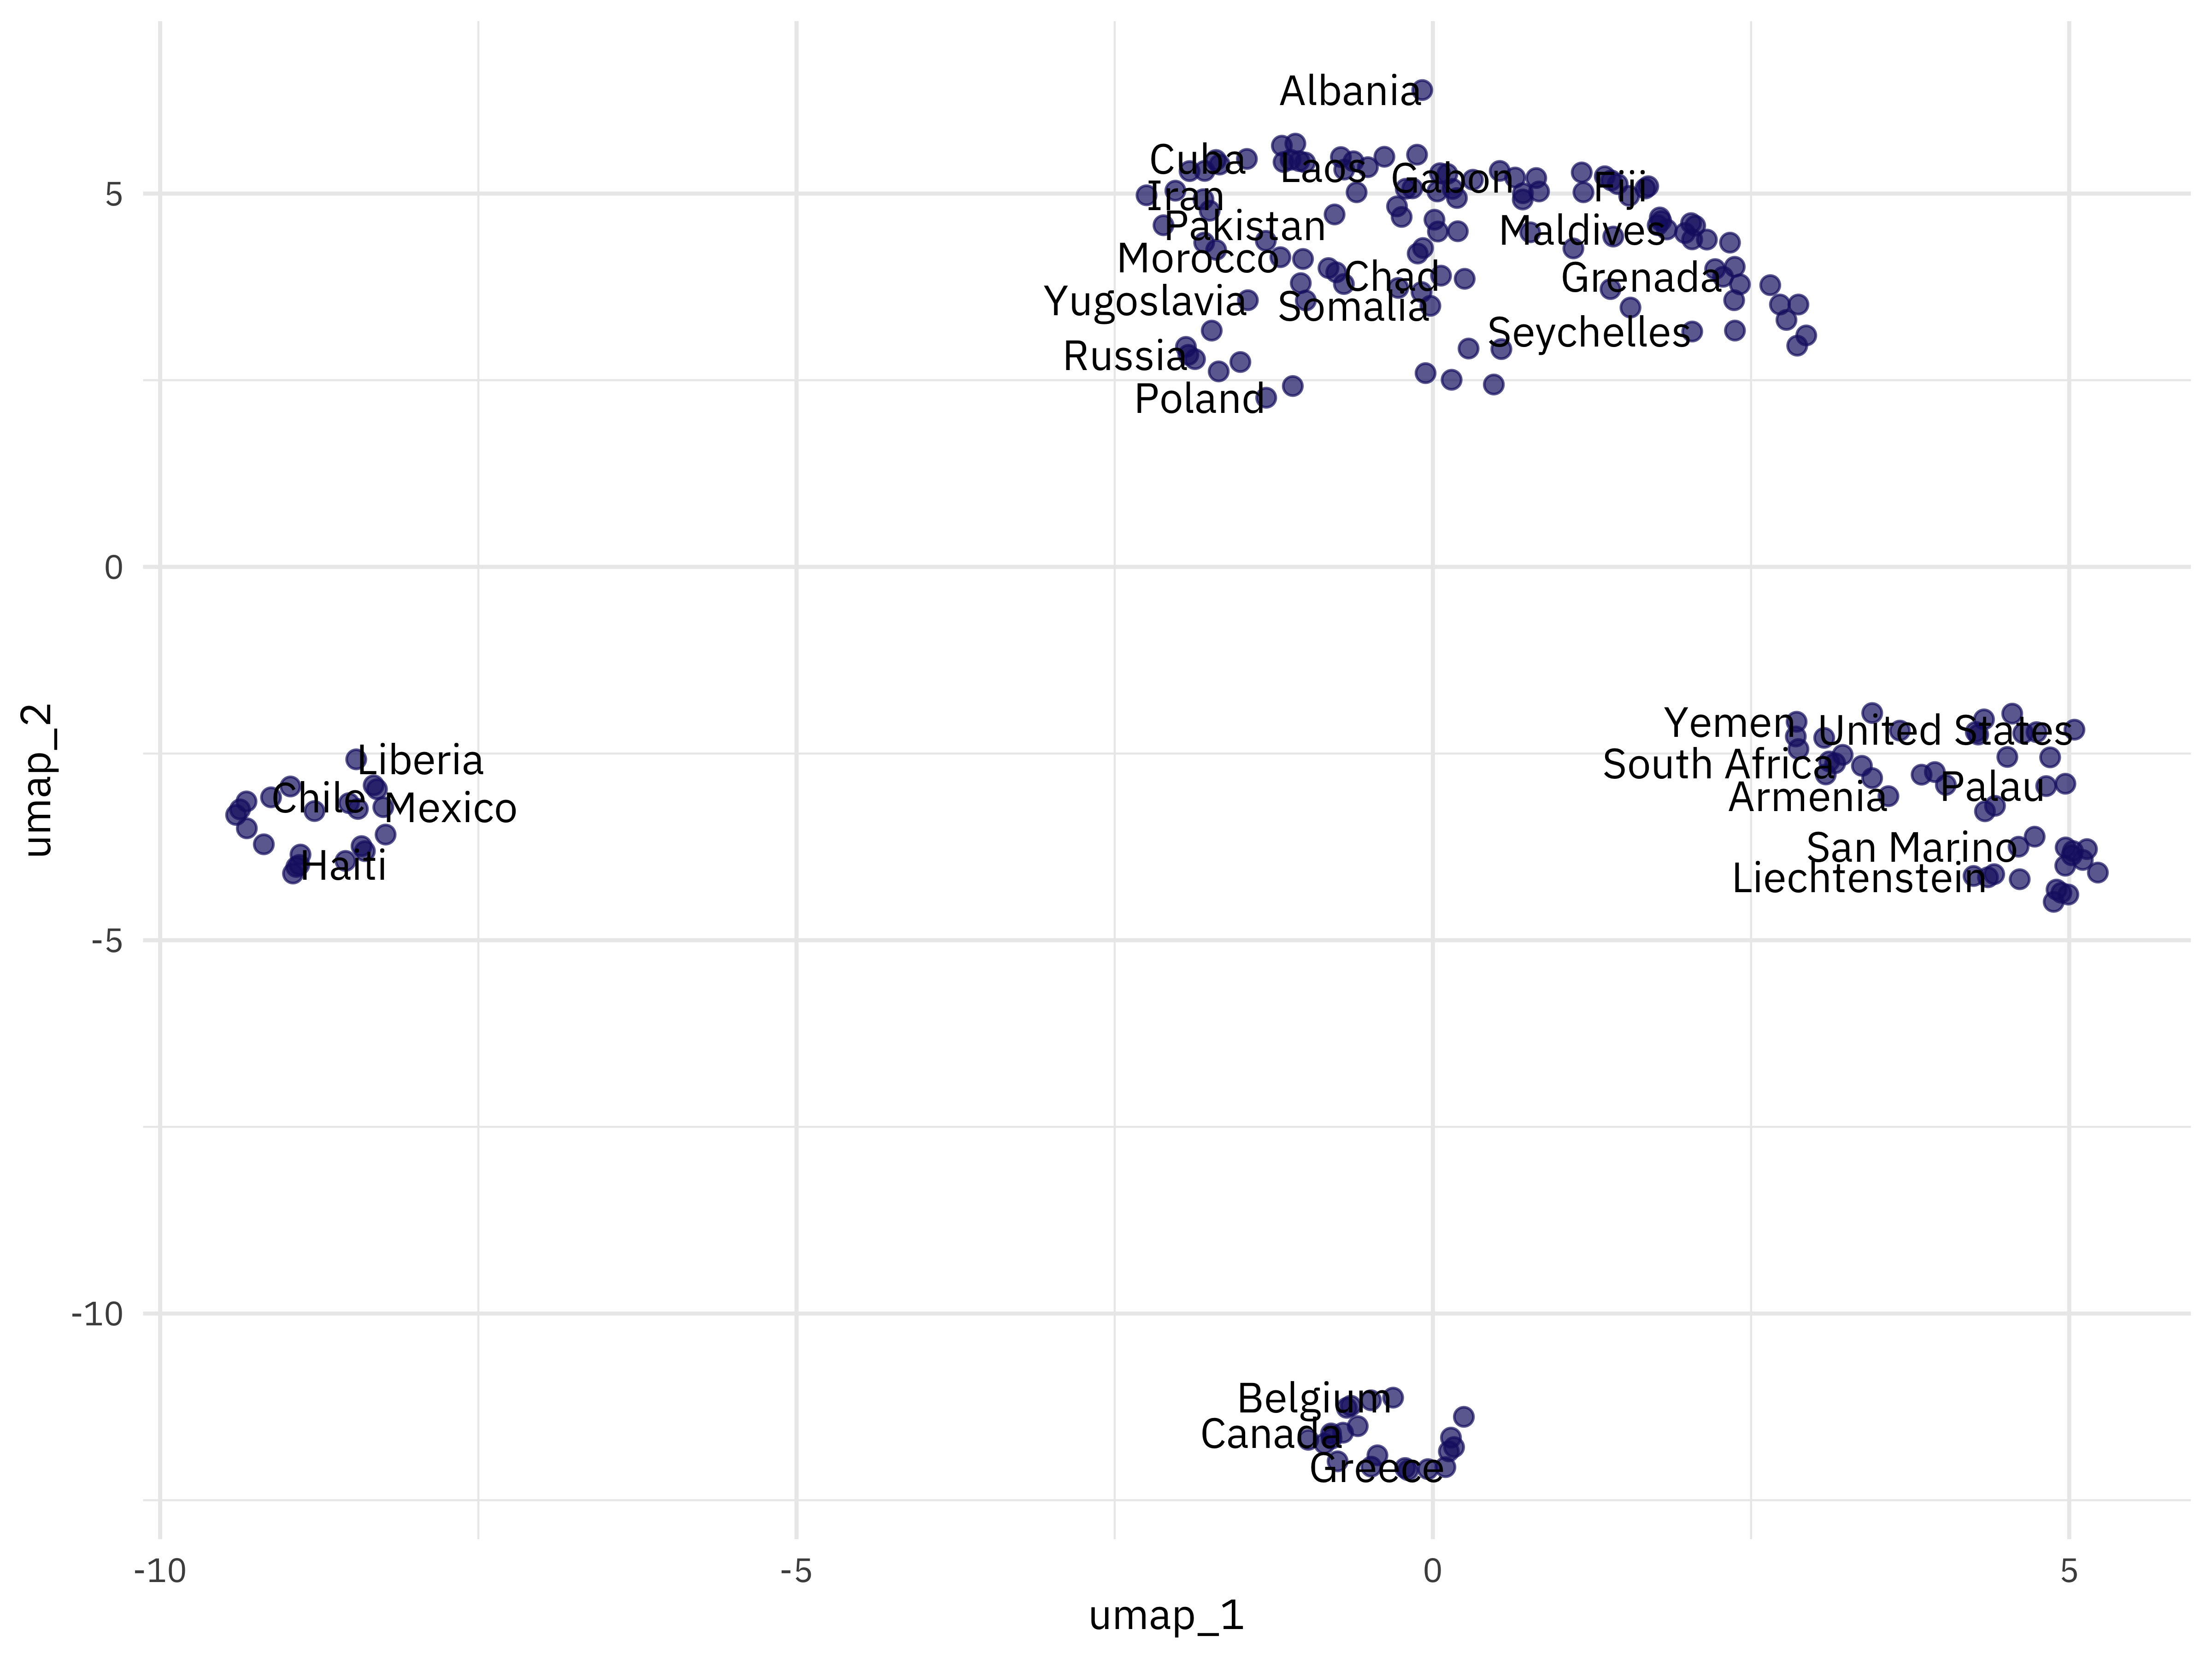 Albania
Cuba
Laos
Gabon
Fiji
Iran
Pakistan
Maldives
Morocco
Chad
Grenada
Yugoslavia
Somalia
Seychelles
Russia
Poland
Yemen
United States
Liberia
South Africa
Chile
Mexico
Palau
Armenia
San Marino
Haiti
Liechtenstein
Belgium
Canada
Greece
5
0
-5
-10
umap_2
-10
-5
0
5
umap_1